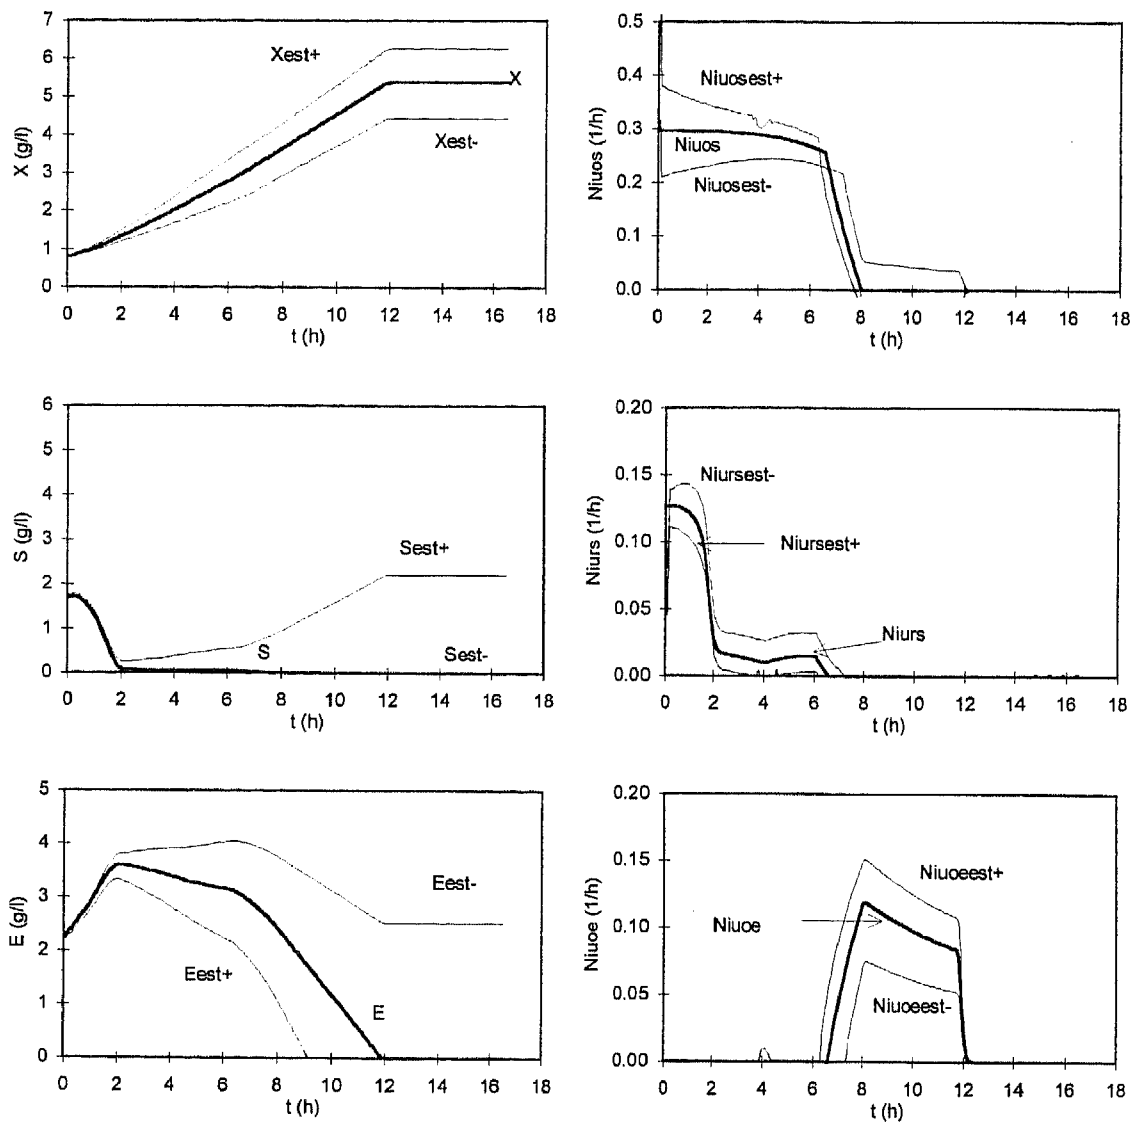 7
6
5
4
3
2
1
0
X (g/l)
Xest+
X
Xest-
0 2 4 6 8 10 12 14 16 18
t (h)
0.5
0.4
0.3
0.2
0.1
0.0
Niuos (1/h)
Niuosest+
Niuos
Niuosest-
0 2 4 6 8 10 12 14 16 18
t (h)
6
5
4
3
2
1
0
S (g/l)
Sest+
S
Sest-
0 2 4 6 8 10 12 14 16 18
t (h)
0.20
0.15
0.10
0.05
0.00
Niurs (1/h)
Niursest-
Niursest+
Niurs
0 2 4 6 8 10 12 14 16 18
t (h)
5
4
3
2
1
0
E (g/l)
Eest-
Eest+
E
0 2 4 6 8 10 12 14 16 18
t (h)
0.20
0.15
0.10
0.05
0.00
Niuoe (1/h)
Niuoeest+
Niuoe
Niuoeest-
0 2 4 6 8 10 12 14 16 18
t (h)